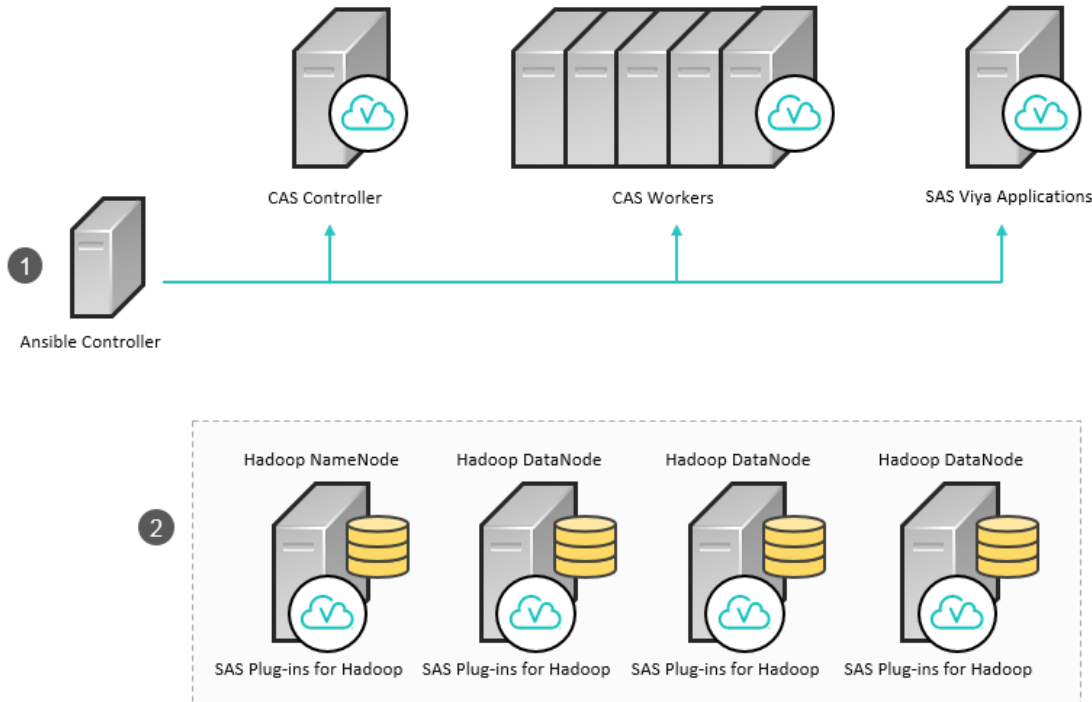 CAS Controller
CAS Workers
SAS Viya Applications
1
Ansible Controller
Hadoop NameNode
Hadoop DataNode
Hadoop DataNode
Hadoop DataNode
2
SAS Plug-ins for Hadoop
SAS Plug-ins for Hadoop
SAS Plug-ins for Hadoop
SAS Plug-ins for Hadoop